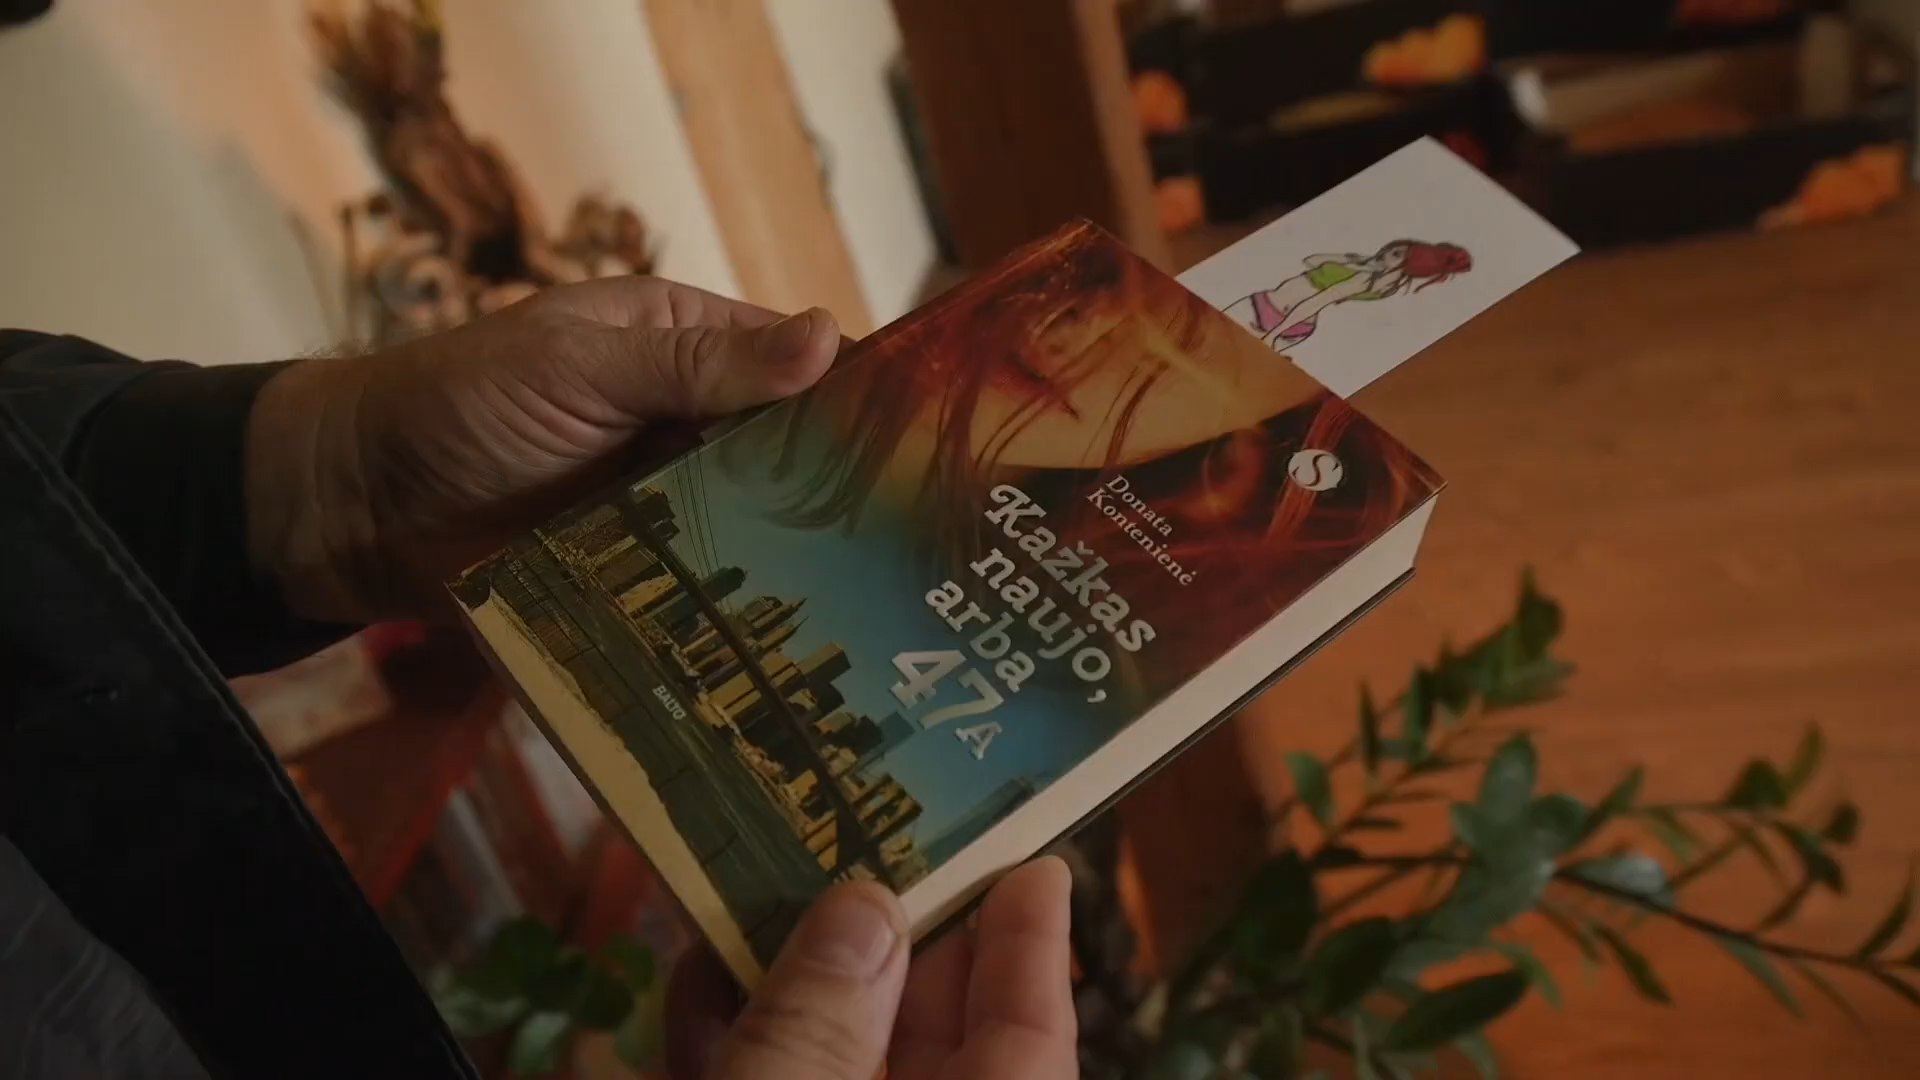 Donata
Kontenienė
S
Kažkas
naujo,
arba
47A
BALTO